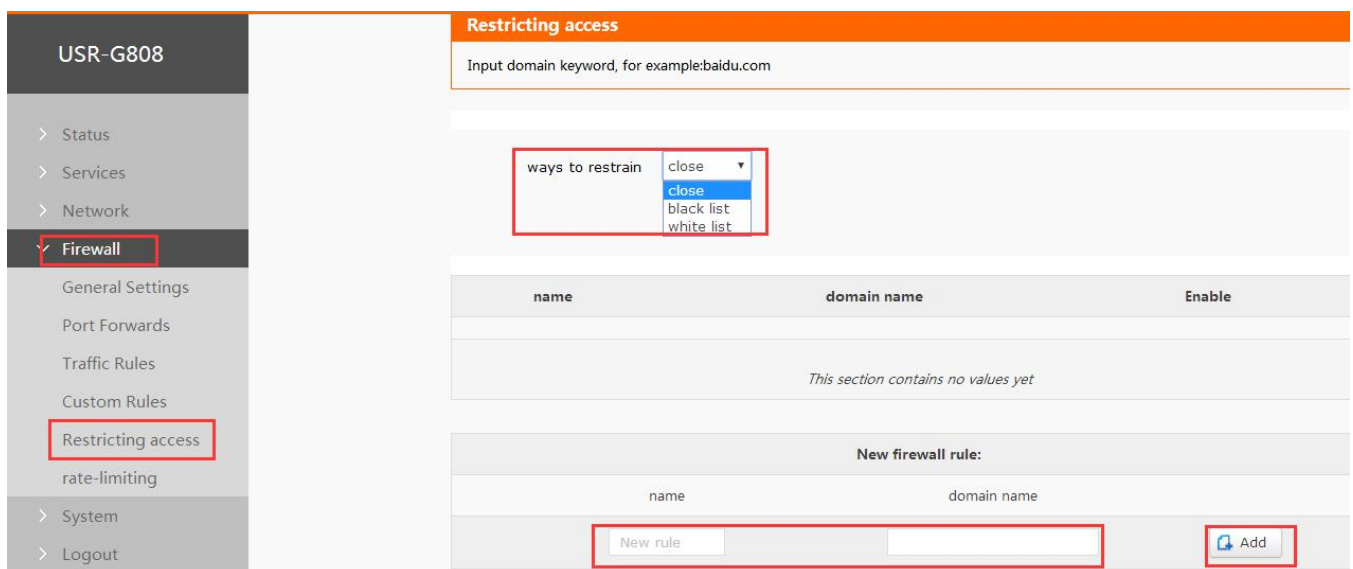 USR-G808
Status
Services
Network
Firewall
General Settings
Port Forwards
Traffic Rules
Custom Rules
Restricting access
rate-limiting
System
Logout
Restricting access
Input domain keyword, for example:baidu.com
ways to restrain close
close
black list
white list
name domain name Enable
This section contains no values yet
New firewall rule:
name domain name
New rule Add